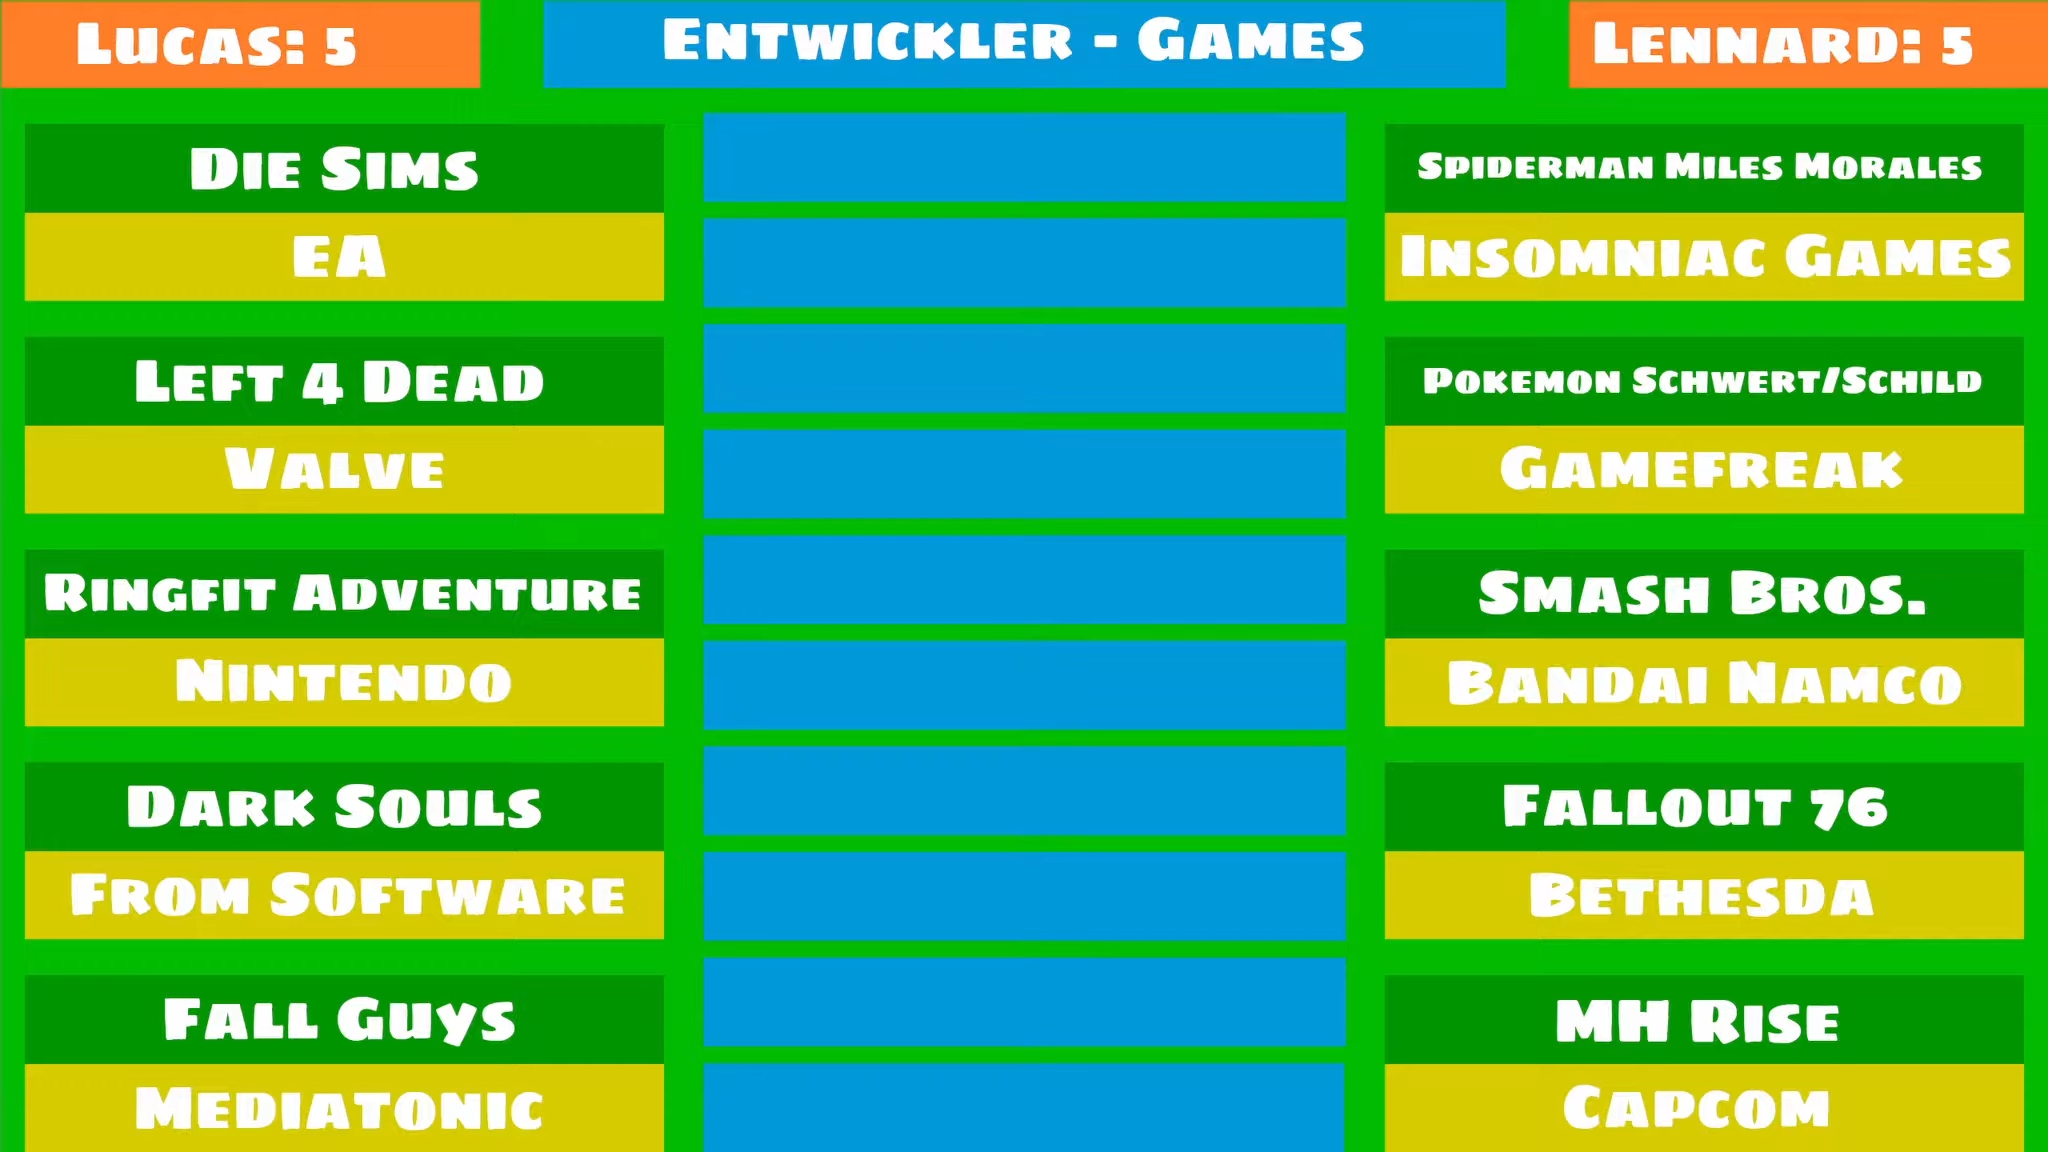 Lucas: 5
Entwickler - Games
Lennard: 5
Die Sims
EA
Left 4 Dead
Valve
Ringfit Adventure
Nintendo
Dark Souls
From Software
Fall Guys
Mediatonic
Spiderman Miles Morales
Insomniac Games
Pokemon Schwert/Schild
Gamefreak
Smash Bros.
Bandai Namco
Fallout 76
Bethesda
MH Rise
Capcom